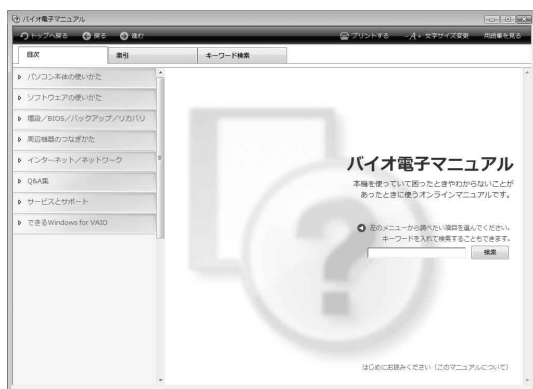 バイオ電子マニュアル
トップへ戻る 戻る 進む プリントする -A+ 文字サイズ変更 用語集を見る
目次 索引 キーワード検索
パソコン本体の使いかた
ソフトウェアの使いかた
増設/BIOS/バックアップ/リカバリ
周辺機器のつなぎかた
インターネット/ネットワーク
Q&A集
サービスとサポート
できるWindows for VAIO
バイオ電子マニュアル
本機を使っていて困ったときやわからないことが
あったときに使うオンラインマニュアルです。
左のメニューから調べたい項目を選んでください。
キーワードを入れて検索することもできます。
検索
はじめにお読みください(このマニュアルについて)